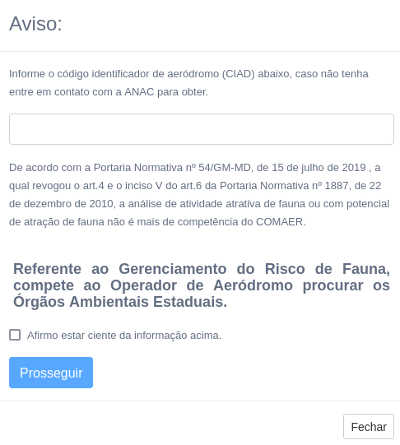 Aviso:
Informe o código identificador de aeródromo (CIAD) abaixo, caso não tenha
entre em contato com a ANAC para obter.
De acordo com a Portaria Normativa nº 54/GM-MD, de 15 de julho de 2019 , a
qual revogou o art.4 e o inciso V do art.6 da Portaria Normativa nº 1887, de 22
de dezembro de 2010, a análise de atividade atrativa de fauna ou com potencial
de atração de fauna não é mais de competência do COMAER.
Referente ao Gerenciamento do Risco de Fauna,
compete ao Operador de Aeródromo procurar os
Órgãos Ambientais Estaduais.
Afirmo estar ciente da informação acima.
Prosseguir
Fechar